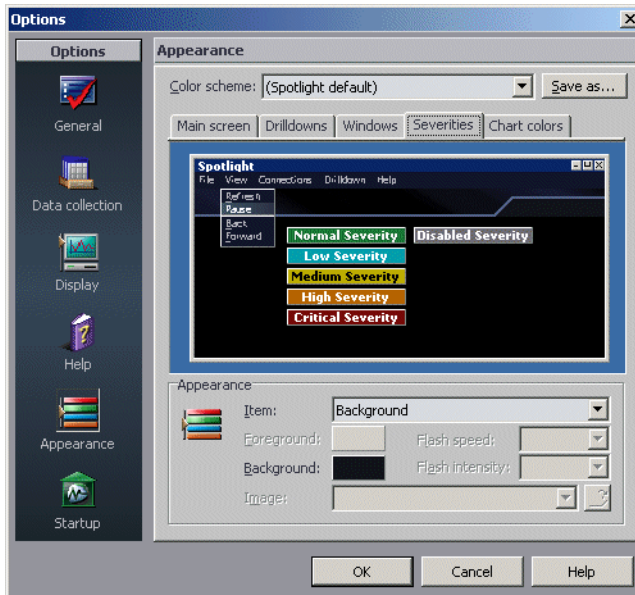 Options
Options
General
Data collection
Display
Help
Appearance
Startup
Appearance
Color scheme: (Spotlight default) Save as...
Main screen Drilldowns Windows Severities Chart colors
Spotlight
File View Connections Drilldown Help
Refresh
Pause
Back
Forward
Normal Severity Disabled Severity
Low Severity
Medium Severity
High Severity
Critical Severity
Appearance
Item: Background
Foreground: Flash speed:
Background: Flash intensity:
Image:
OK Cancel Help